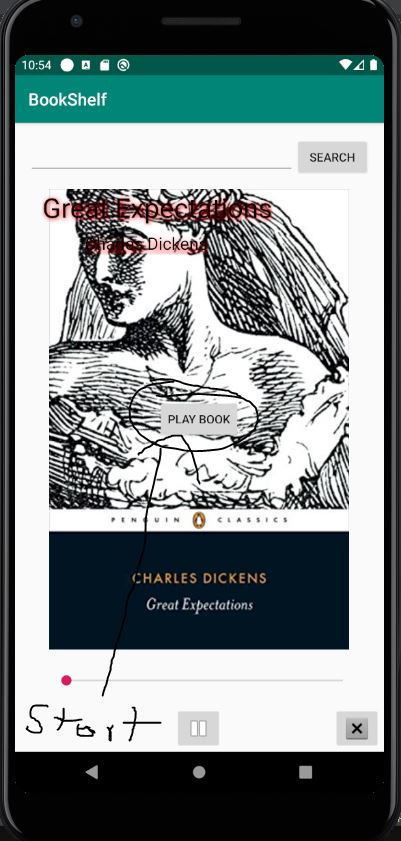 10:54
BookShelf
SEARCH
Great Expectations
Charles Dickens
PLAY BOOK
PENGUIN CLASSICS
CHARLES DICKENS
Great Expectations
Start